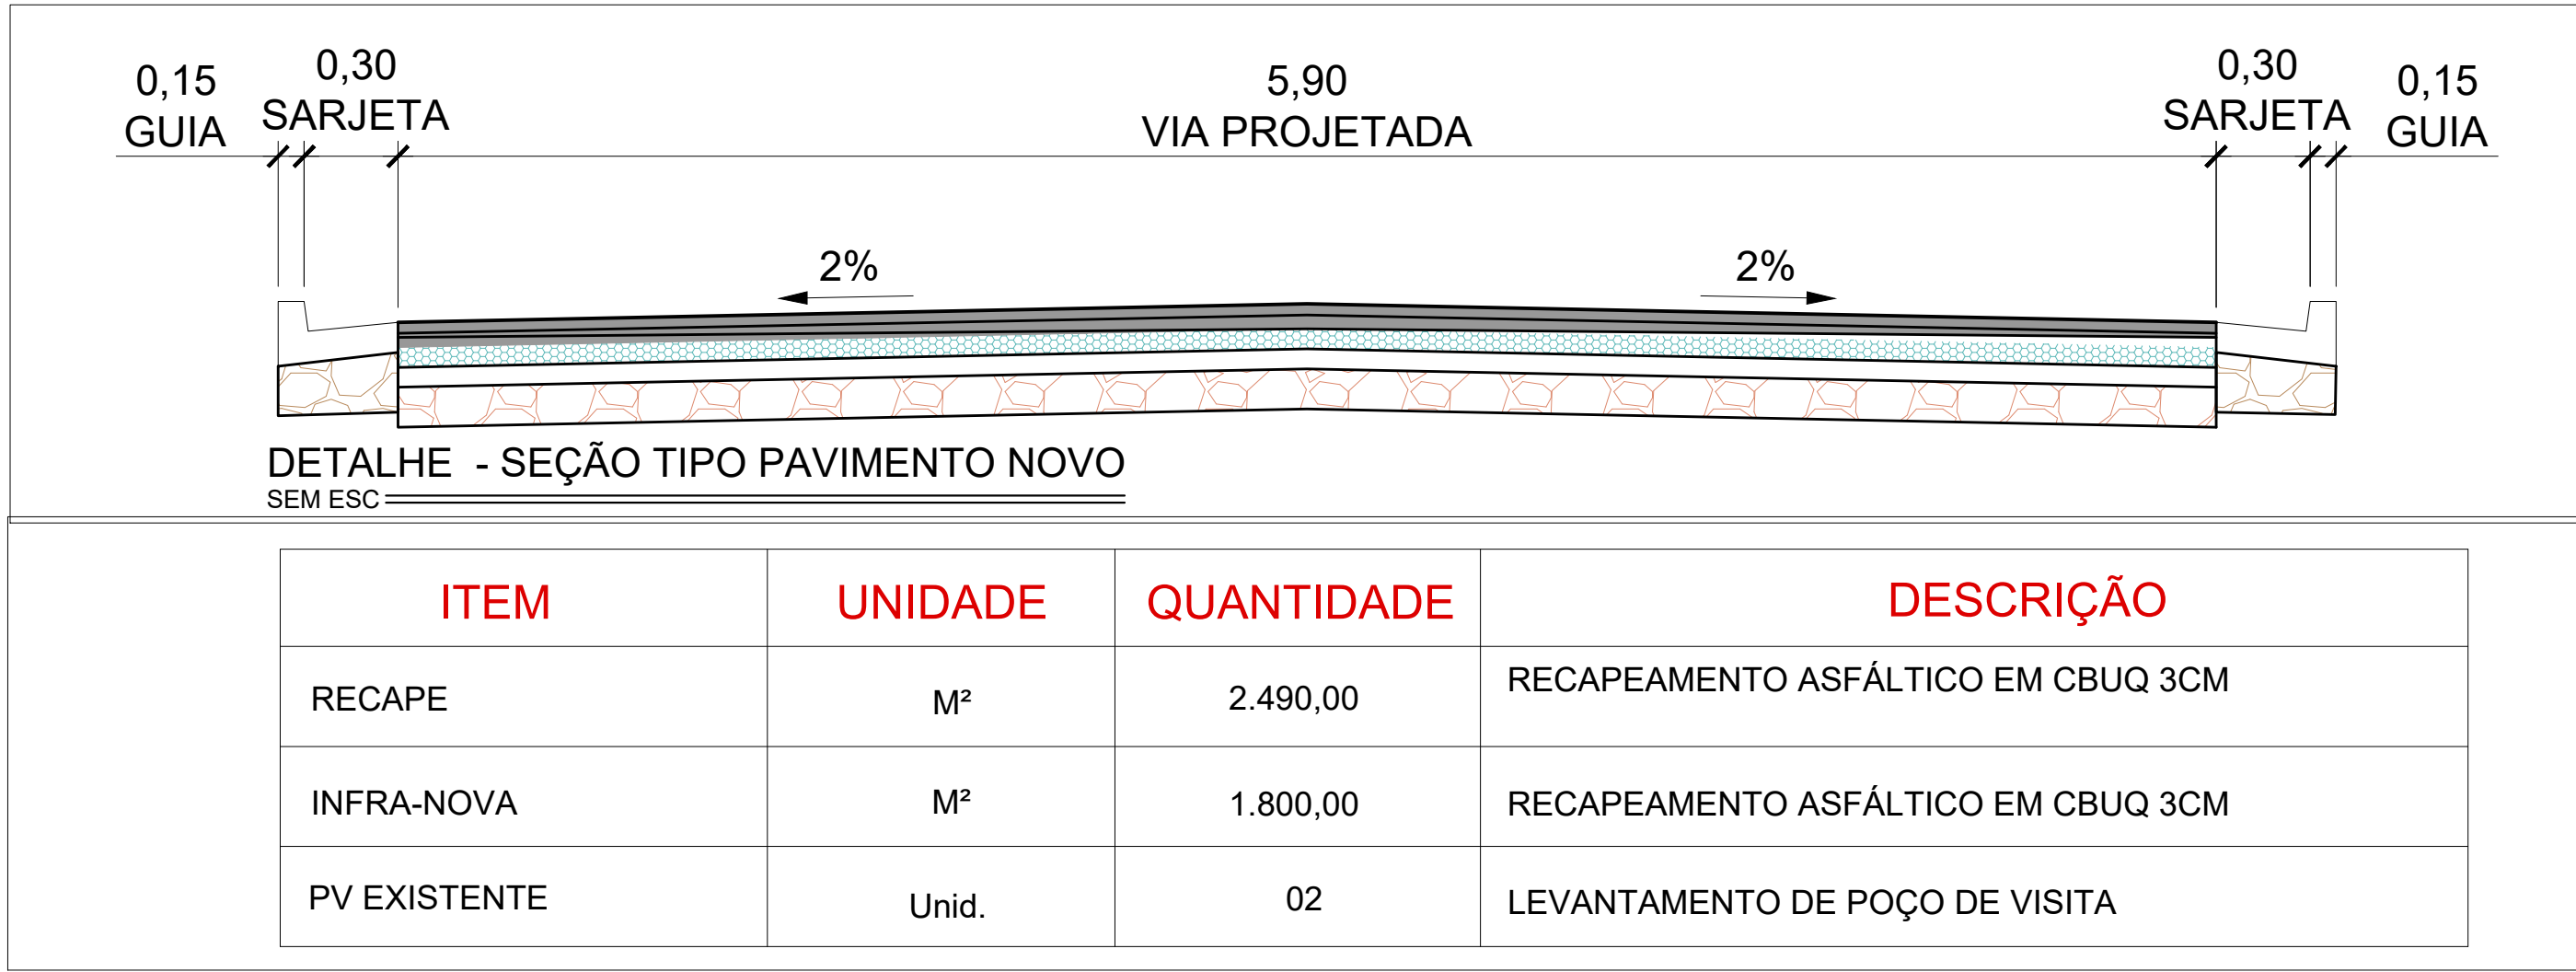 0,15
GUIA
0,30
SARJETA
5,90
VIA PROJETADA
0,30
SARJETA
0,15
GUIA
2%
2%
DETALHE - SEÇÃO TIPO PAVIMENTO NOVO
SEM ESC
ITEM UNIDADE QUANTIDADE DESCRIÇÃO
RECAPE M² 2.490,00 RECAPEAMENTO ASFÁLTICO EM CBUQ 3CM
INFRA-NOVA M² 1.800,00 RECAPEAMENTO ASFÁLTICO EM CBUQ 3CM
PV EXISTENTE Unid. 02 LEVANTAMENTO DE POÇO DE VISITA